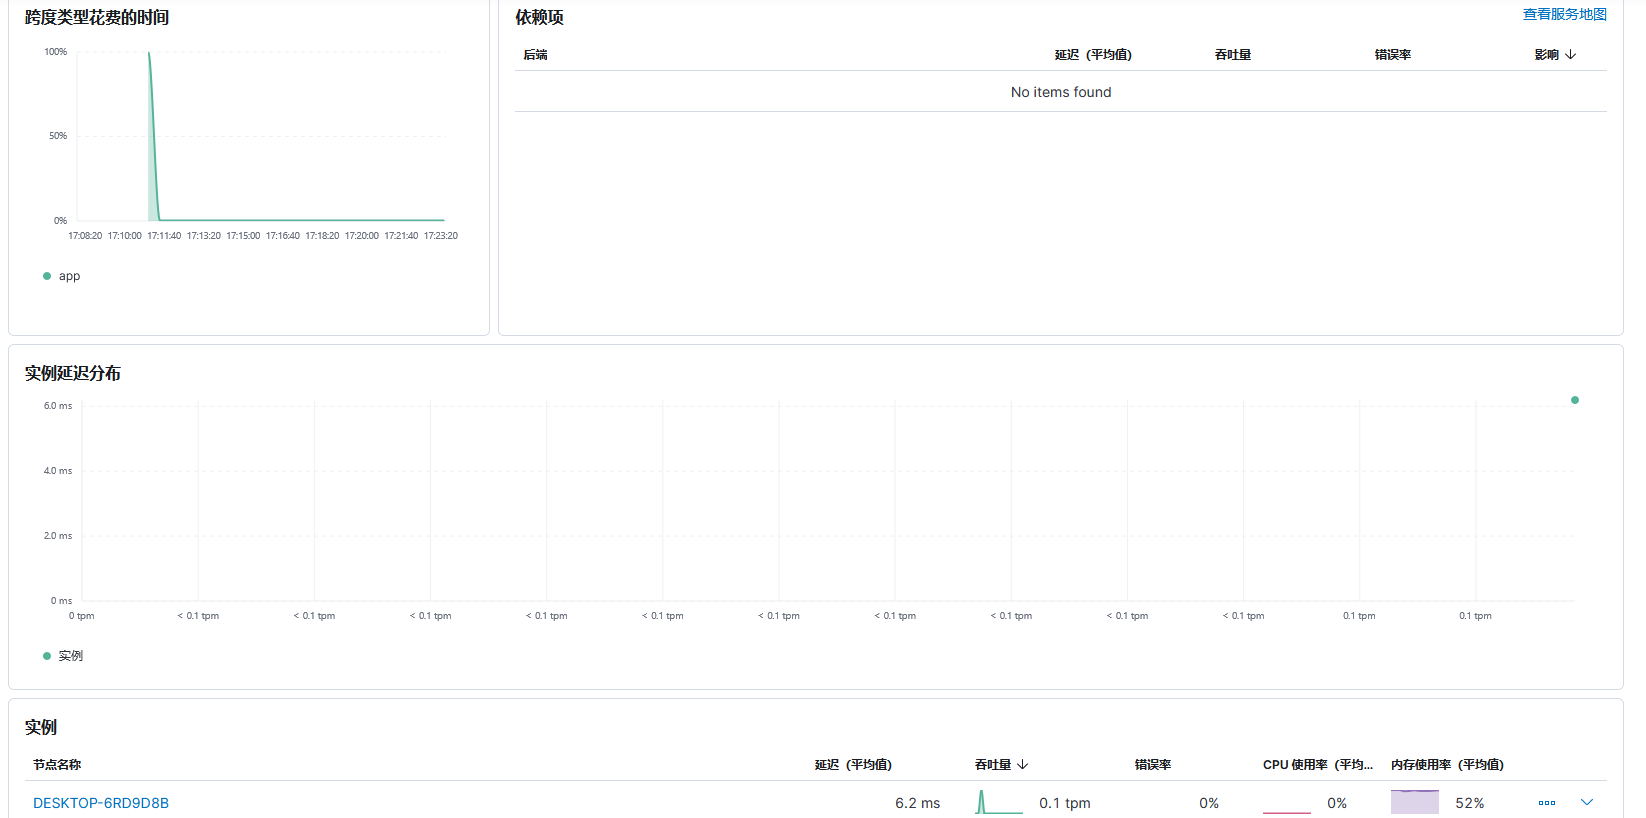 跨度类型花费的时间
100%
50%
0%
17:08:20 17:10:00 17:11:40 17:13:20 17:15:00 17:16:40 17:18:20 17:20:00 17:21:40 17:23:20
app
依赖项
查看服务地图
后端 延迟（平均值） 吞吐量 错误率 影响
No items found
实例延迟分布
6.0 ms
4.0 ms
2.0 ms
0 ms
0 tpm < 0.1 tpm < 0.1 tpm < 0.1 tpm < 0.1 tpm < 0.1 tpm < 0.1 tpm < 0.1 tpm < 0.1 tpm < 0.1 tpm < 0.1 tpm 0.1 tpm 0.1 tpm
实例
实例
节点名称 延迟（平均值） 吞吐量 错误率 CPU 使用率（平均... 内存使用率（平均值）
DESKTOP-6RD9D8B 6.2 ms 0.1 tpm 0% 0% 52%